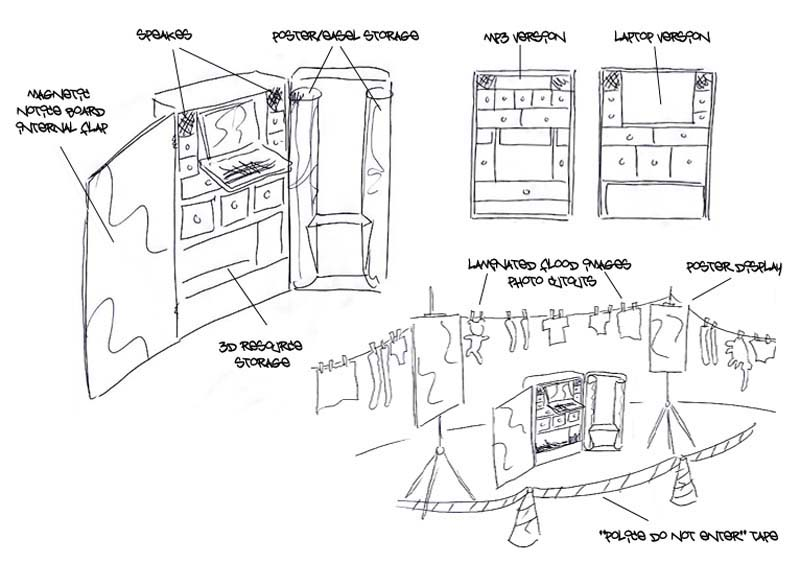 SPEAKES
POSTER/EASEL STORAGE
MP3 VERSION
LAPTOP VERSION
MAGNETIC
NOTICE BOARD
INTERNAL FLAP
LAMINATED FLOOD IMAGES
PHOTO CUTOUTS
POSTER DISPLAY
3D RESOURCE
STORAGE
"POLICE DO NOT ENTER" TAPE